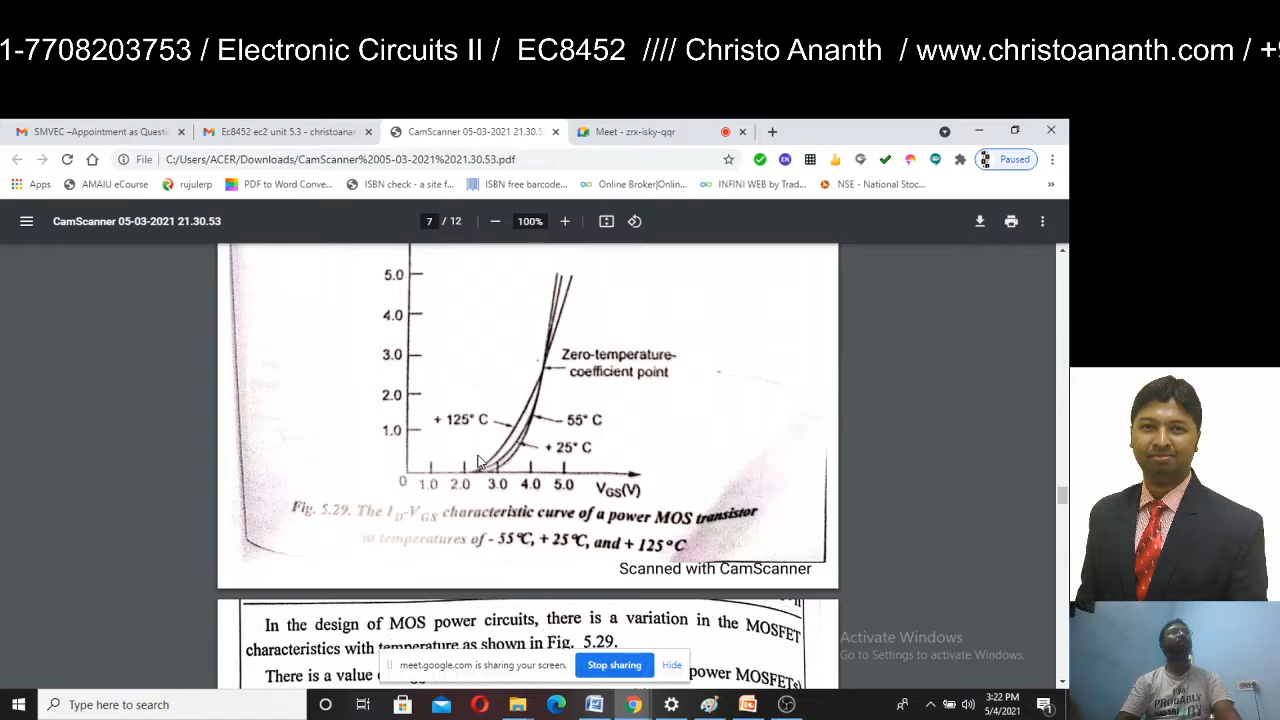 1-7708203753 / Electronic Circuits II / EC8452 //// Christo Ananth / www.christoananth.com / +
SMVEC –Appointment as Questi
Ec8452 ec2 unit 5.3 - christoanan
CamScanner 05-03-2021 21.30.5
Meet - zrx-isky-qqr
File
C:/Users/ACER/Downloads/CamScanner%2005-03-2021%2021.30.53.pdf
EN
Paused
Apps
AMAIU eCourse
rujulerp
PDF to Word Conve...
ISBN check - a site f...
ISBN free barcode...
Online Broker|Onlin...
INFINI WEB by Trad...
NSE - National Stoc...
CamScanner 05-03-2021 21.30.53
7 / 12
100%
5.0
4.0
3.0
2.0
1.0
Zero-temperature-
coefficient point
+ 125° C
55° C
+ 25° C
0 1.0 2.0 3.0 4.0 5.0 VGS(V)
Fig. 5.29. The ID-VGS characteristic curve of a power MOS transistor
temperatures of - 55°C, + 25°C, and + 125°C
Scanned with CamScanner
In the design of MOS power circuits, there is a variation in the MOSFET
characteristics with temperature as shown in Fig. 5.29.
There is a value power MOSFETs)
meet.google.com is sharing your screen.
Stop sharing
Hide
Activate Windows
Go to Settings to activate Windows.
PROBABLY
Type here to search
3:22 PM
5/4/2021
1